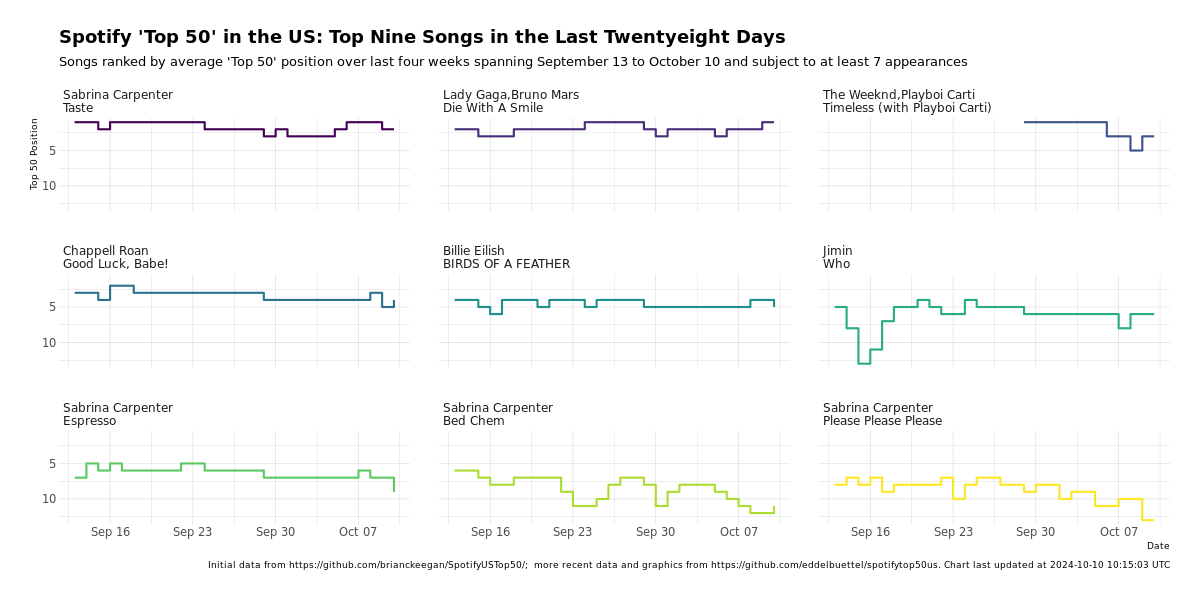 Spotify 'Top 50' in the US: Top Nine Songs in the Last Twentyeight Days
Songs ranked by average 'Top 50' position over last four weeks spanning September 13 to October 10 and subject to at least 7 appearances
Sabrina Carpenter
Taste
Lady Gaga,Bruno Mars
Die With A Smile
The Weeknd,Playboi Carti
Timeless (with Playboi Carti)
Top 50 Position
5
10
Chappell Roan
Good Luck, Babe!
Billie Eilish
BIRDS OF A FEATHER
Jimin
Who
5
10
Sabrina Carpenter
Espresso
Sabrina Carpenter
Bed Chem
Sabrina Carpenter
Please Please Please
5
10
Sep 16 Sep 23 Sep 30 Oct 07
Sep 16 Sep 23 Sep 30 Oct 07
Sep 16 Sep 23 Sep 30 Oct 07
Date
Initial data from https://github.com/brianckeegan/SpotifyUSTop50/;  more recent data and graphics from https://github.com/eddelbuettel/spotifytop50us. Chart last updated at 2024-10-10 10:15:03 UTC